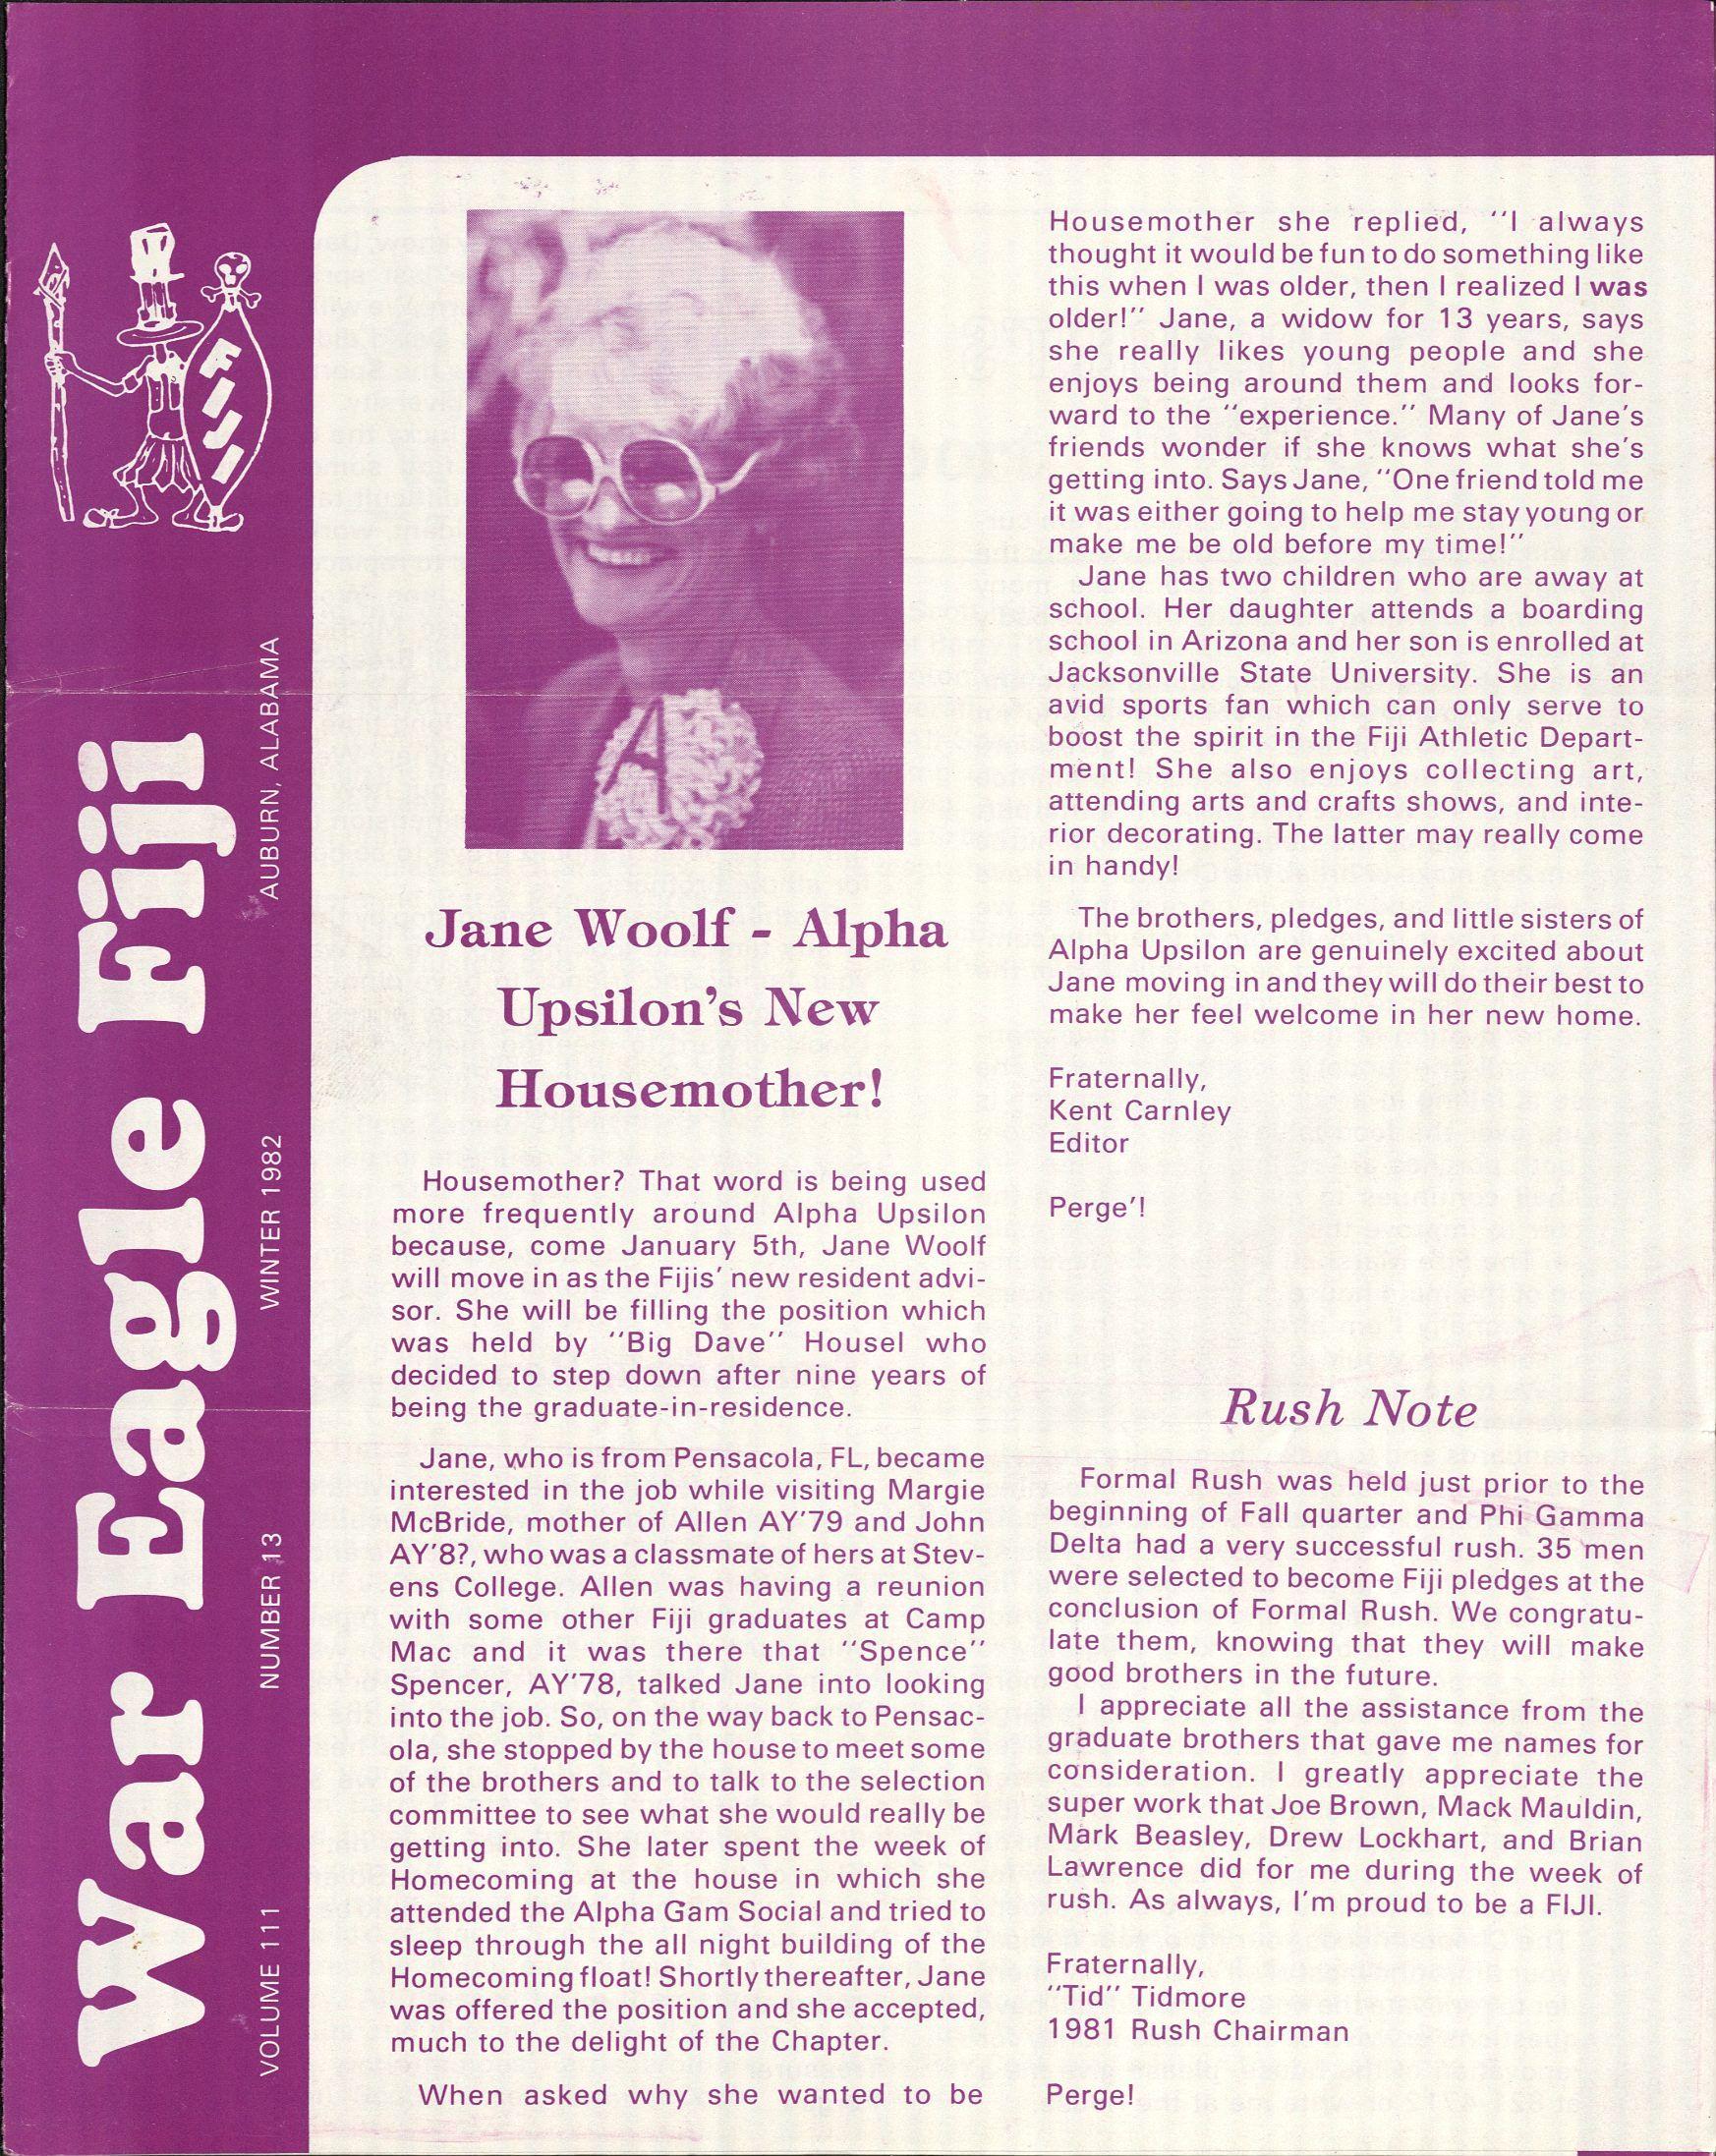 War Eagle Fiji
VOLUME 111 NUMBER 13 WINTER 1982 AUBURN, ALABAMA
FIJI
A
Jane Woolf - Alpha
Upsilon's New
Housemother!
Housemother? That word is being used
more frequently around Alpha Upsilon
because, come January 5th, Jane Woolf
will move in as the Fijis' new resident advi-
sor. She will be filling the position which
was held by "Big Dave" Housel who
decided to step down after nine years of
being the graduate-in-residence.
Jane, who is from Pensacola, FL, became
interested in the job while visiting Margie
McBride, mother of Allen AY'79 and John
AY'8?, who was a classmate of hers at Stev-
ens College. Allen was having a reunion
with some other Fiji graduates at Camp
Mac and it was there that "Spence"
Spencer, AY'78, talked Jane into looking
into the job. So, on the way back to Pensac-
ola, she stopped by the house to meet some
of the brothers and to talk to the selection
committee to see what she would really be
getting into. She later spent the week of
Homecoming at the house in which she
attended the Alpha Gam Social and tried to
sleep through the all night building of the
Homecoming float! Shortly thereafter, Jane
was offered the position and she accepted,
much to the delight of the Chapter.
When asked why she wanted to be
Housemother she replied, "I always
thought it would be fun to do something like
this when I was older, then I realized I was
older!" Jane, a widow for 13 years, says
she really likes young people and she
enjoys being around them and looks for-
ward to the "experience." Many of Jane's
friends wonder if she knows what she's
getting into. Says Jane, "One friend told me
it was either going to help me stay young or
make me be old before my time!"
Jane has two children who are away at
school. Her daughter attends a boarding
school in Arizona and her son is enrolled at
Jacksonville State University. She is an
avid sports fan which can only serve to
boost the spirit in the Fiji Athletic Depart-
ment! She also enjoys collecting art,
attending arts and crafts shows, and inte-
rior decorating. The latter may really come
in handy!
The brothers, pledges, and little sisters of
Alpha Upsilon are genuinely excited about
Jane moving in and they will do their best to
make her feel welcome in her new home.
Fraternally,
Kent Carnley
Editor
Perge'!
Rush Note
Formal Rush was held just prior to the
beginning of Fall quarter and Phi Gamma
Delta had a very successful rush. 35 men
were selected to become Fiji pledges at the
conclusion of Formal Rush. We congratu-
late them, knowing that they will make
good brothers in the future.
I appreciate all the assistance from the
graduate brothers that gave me names for
consideration. I greatly appreciate the
super work that Joe Brown, Mack Mauldin,
Mark Beasley, Drew Lockhart, and Brian
Lawrence did for me during the week of
rush. As always, I'm proud to be a FIJI.
Fraternally,
"Tid" Tidmore
1981 Rush Chairman
Perge!